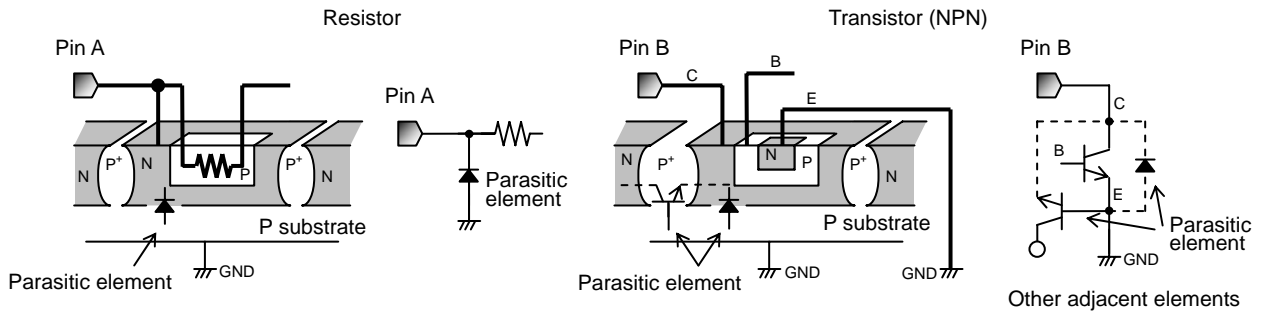 Resistor
Transistor (NPN)
Pin A
Pin A
N
P+
N
P
P+
N
Parasitic
element
P substrate
GND
Parasitic element
Pin B
C
B
E
N
P+
N
N
P
P+
N
P substrate
GND
GND
Parasitic element
Pin B
C
B
E
Parasitic
element
GND
Other adjacent elements